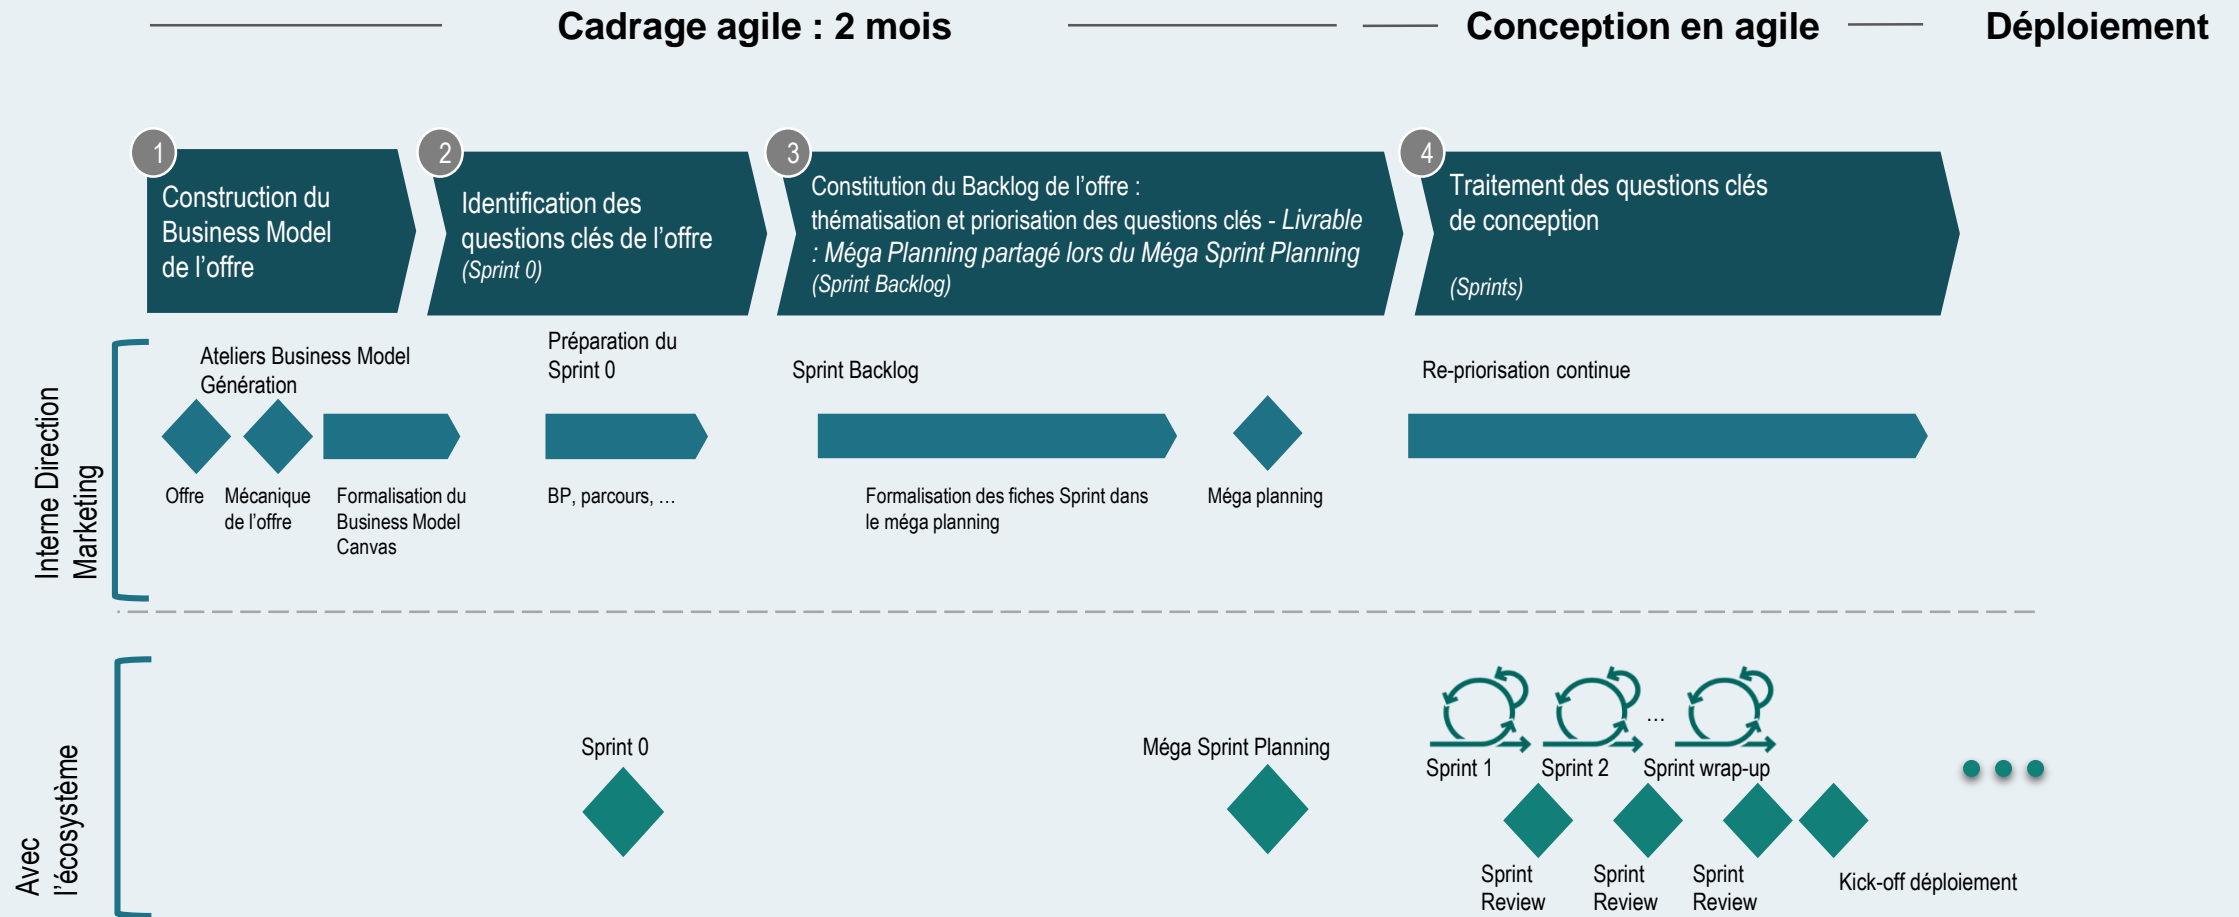 Cadrage agile : 2 mois
Conception en agile
Déploiement
1
Construction du
Business Model
de l’offre
2
Identification des
questions clés de l’offre
(Sprint 0)
3
Constitution du Backlog de l’offre :
thématisation et priorisation des questions clés - Livrable
: Méga Planning partagé lors du Méga Sprint Planning
(Sprint Backlog)
4
Traitement des questions clés
de conception
(Sprints)
Interne Direction
Marketing
Ateliers Business Model
Génération
Offre
Mécanique
de l’offre
Formalisation du
Business Model
Canvas
Préparation du
Sprint 0
BP, parcours, …
Sprint Backlog
Formalisation des fiches Sprint dans
le méga planning
Méga planning
Re-priorisation continue
Avec
l’écosystème
Sprint 0
Méga Sprint Planning
…
Sprint 1
Sprint 2
Sprint wrap-up
Sprint
Review
Sprint
Review
Sprint
Review
Kick-off déploiement